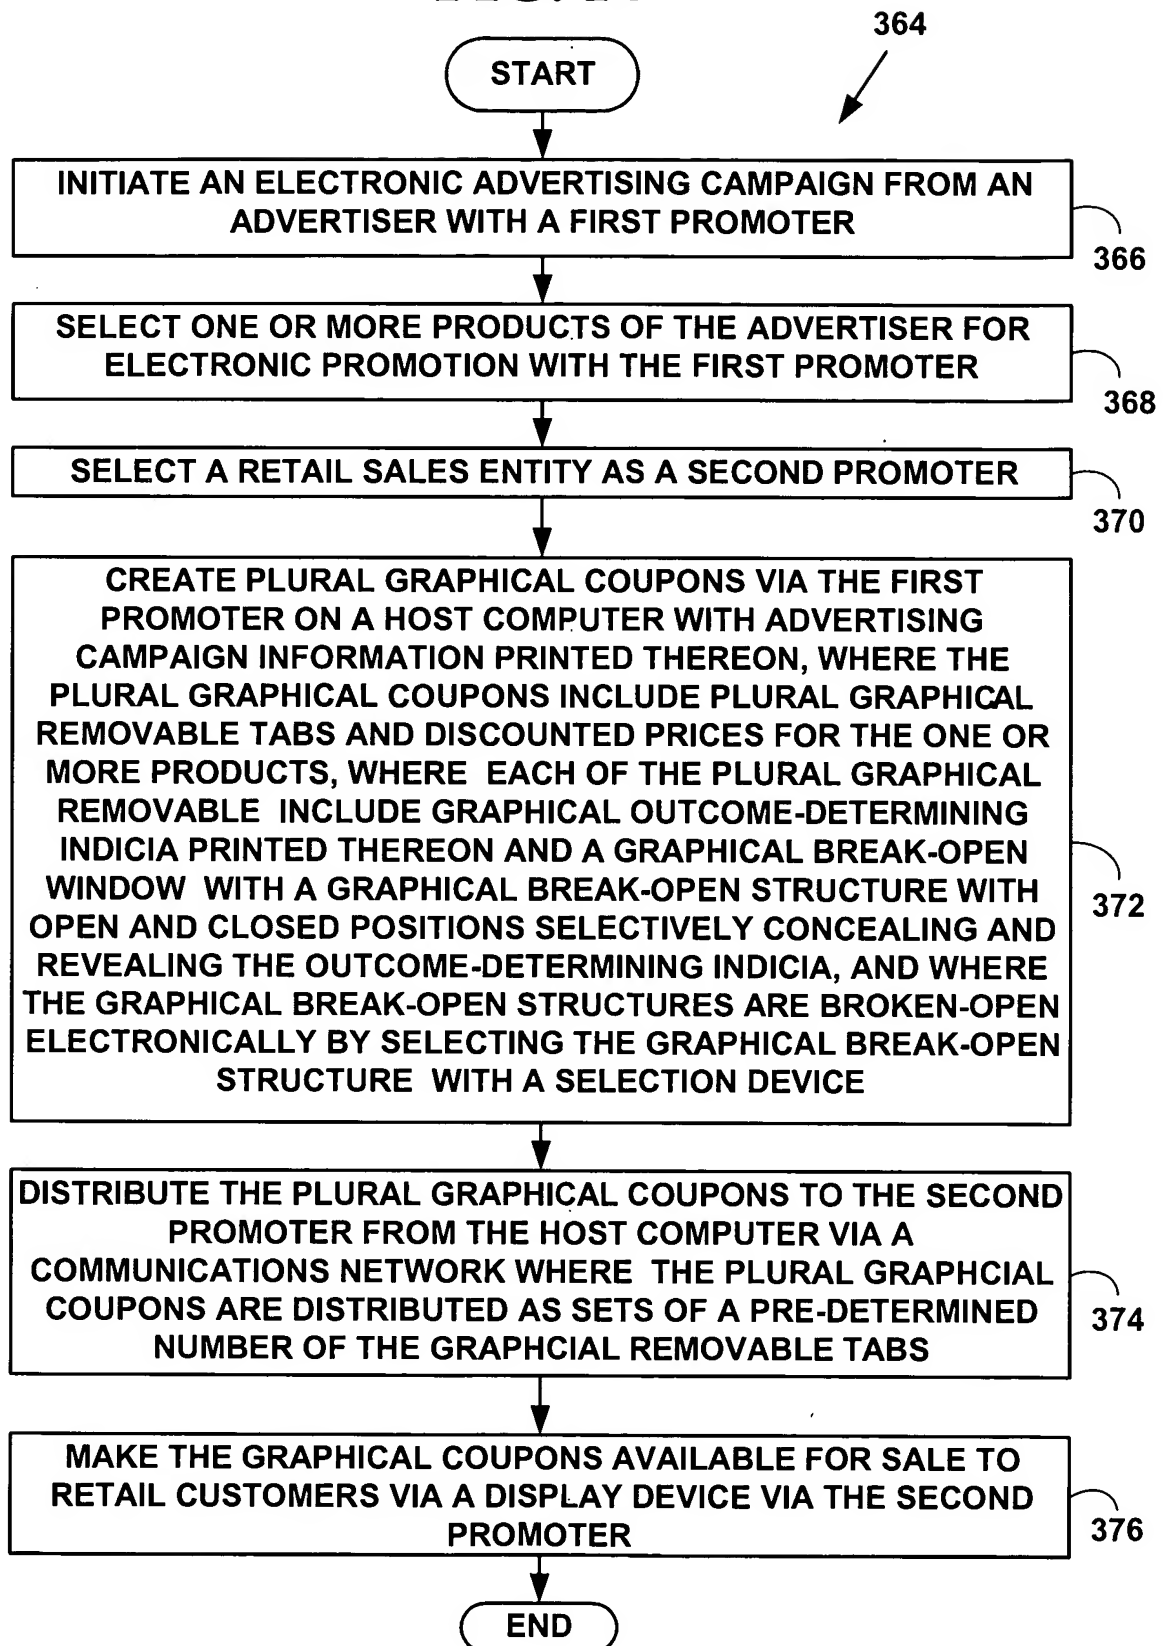 364
START
INITIATE AN ELECTRONIC ADVERTISING CAMPAIGN FROM AN
ADVERTISER WITH A FIRST PROMOTER
366
SELECT ONE OR MORE PRODUCTS OF THE ADVERTISER FOR
ELECTRONIC PROMOTION WITH THE FIRST PROMOTER
368
SELECT A RETAIL SALES ENTITY AS A SECOND PROMOTER
370
CREATE PLURAL GRAPHICAL COUPONS VIA THE FIRST
PROMOTER ON A HOST COMPUTER WITH ADVERTISING
CAMPAIGN INFORMATION PRINTED THEREON, WHERE THE
PLURAL GRAPHICAL COUPONS INCLUDE PLURAL GRAPHICAL
REMOVABLE TABS AND DISCOUNTED PRICES FOR THE ONE OR
MORE PRODUCTS, WHERE EACH OF THE PLURAL GRAPHICAL
REMOVABLE INCLUDE GRAPHICAL OUTCOME-DETERMINING
INDICIA PRINTED THEREON AND A GRAPHICAL BREAK-OPEN
WINDOW WITH A GRAPHICAL BREAK-OPEN STRUCTURE WITH
OPEN AND CLOSED POSITIONS SELECTIVELY CONCEALING AND
REVEALING THE OUTCOME-DETERMINING INDICIA, AND WHERE
THE GRAPHICAL BREAK-OPEN STRUCTURES ARE BROKEN-OPEN
ELECTRONICALLY BY SELECTING THE GRAPHICAL BREAK-OPEN
STRUCTURE WITH A SELECTION DEVICE
372
DISTRIBUTE THE PLURAL GRAPHICAL COUPONS TO THE SECOND
PROMOTER FROM THE HOST COMPUTER VIA A
COMMUNICATIONS NETWORK WHERE THE PLURAL GRAPHCIAL
COUPONS ARE DISTRIBUTED AS SETS OF A PRE-DETERMINED
NUMBER OF THE GRAPHCIAL REMOVABLE TABS
374
MAKE THE GRAPHICAL COUPONS AVAILABLE FOR SALE TO
RETAIL CUSTOMERS VIA A DISPLAY DEVICE VIA THE SECOND
PROMOTER
376
END